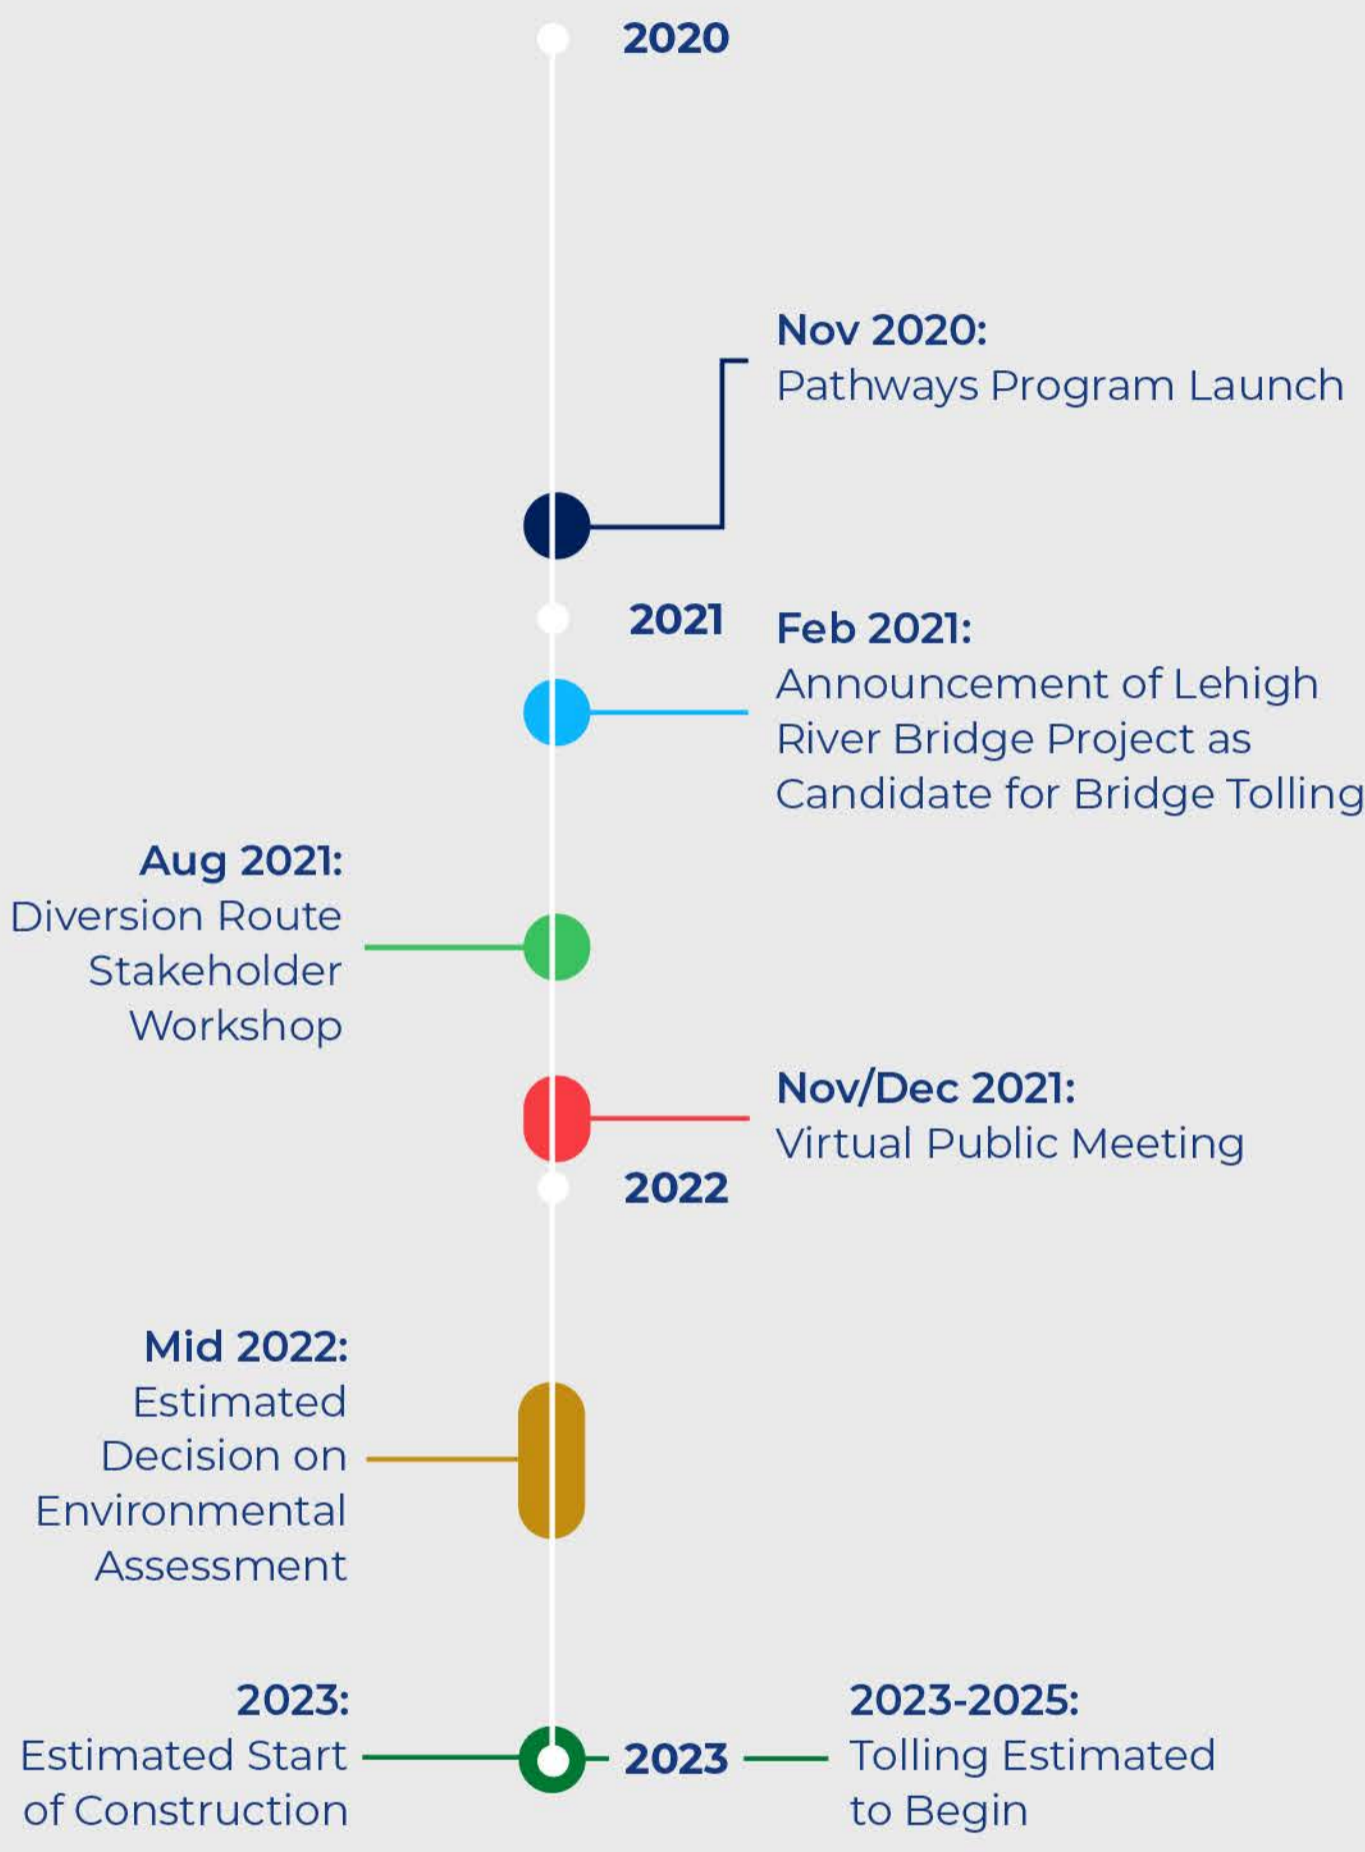 2020
Nov 2020:
Pathways Program Launch
2021
Feb 2021:
Announcement of Lehigh
River Bridge Project as
Candidate for Bridge Tolling
Aug 2021:
Diversion Route
Stakeholder
Workshop
Nov/Dec 2021:
Virtual Public Meeting
2022
Mid 2022:
Estimated
Decision on
Environmental
Assessment
2023:
Estimated Start
of Construction
2023
2023-2025:
Tolling Estimated
to Begin